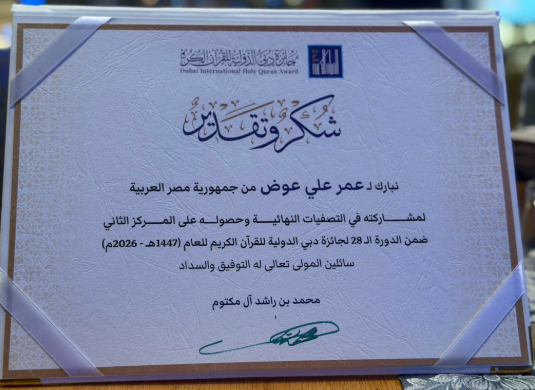 جائزة دبي الدولية للقرآن الكريم
Dubai International Holy Quran Award
شكر وتقدير
نبارك لـ عمر علي عوض من جمهورية مصر العربية
لمشاركته في التصفيات النهائية وحصوله على المركز الثاني
ضمن الدورة الـ 28 لجائزة دبي الدولية للقرآن الكريم للعام (1447هـ - 2026م)
سائلين المولى تعالى له التوفيق والسداد
محمد بن راشد آل مكتوم